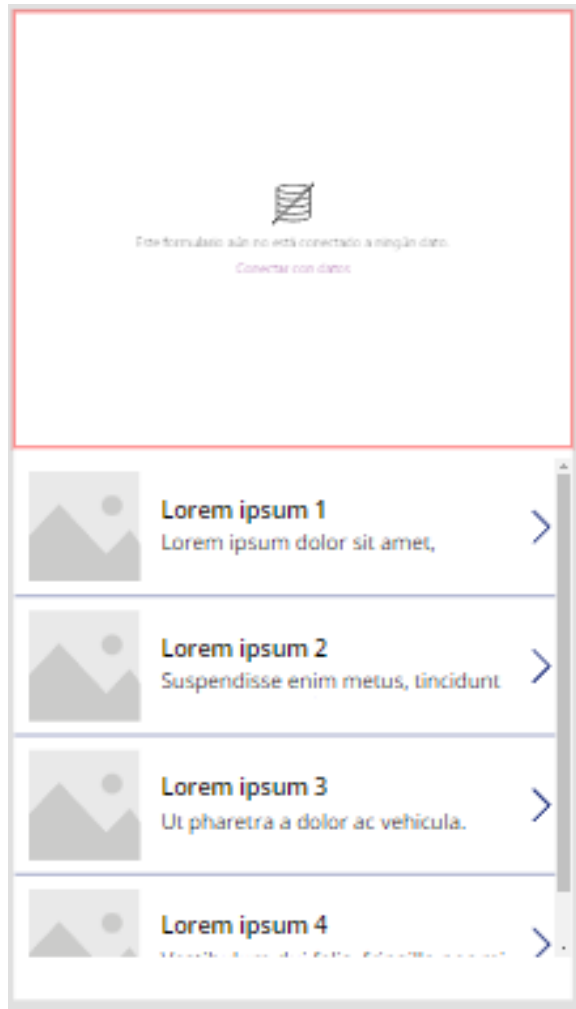 Este formulario aún no está conectado a ningún dato.
Conectar con datos
Lorem ipsum 1
Lorem ipsum dolor sit amet,
Lorem ipsum 2
Suspendisse enim metus, tincidunt
Lorem ipsum 3
Ut pharetra a dolor ac vehicula.
Lorem ipsum 4